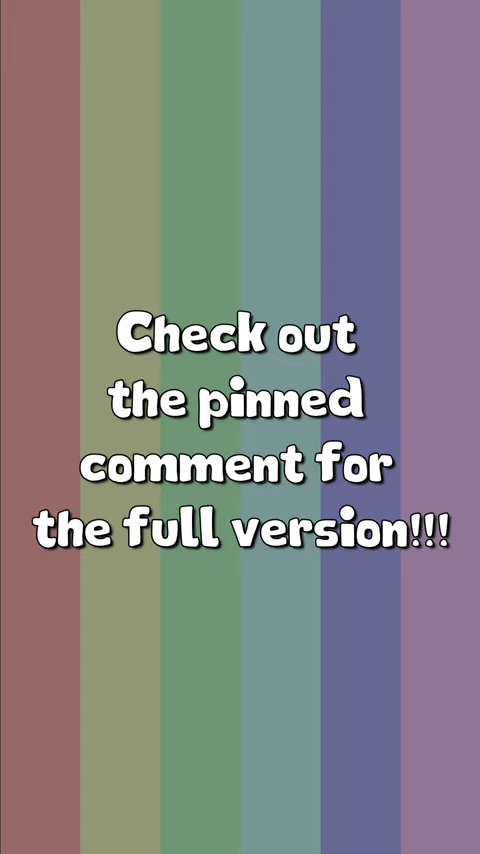 Check out
the pinned
comment for
the full version!!!